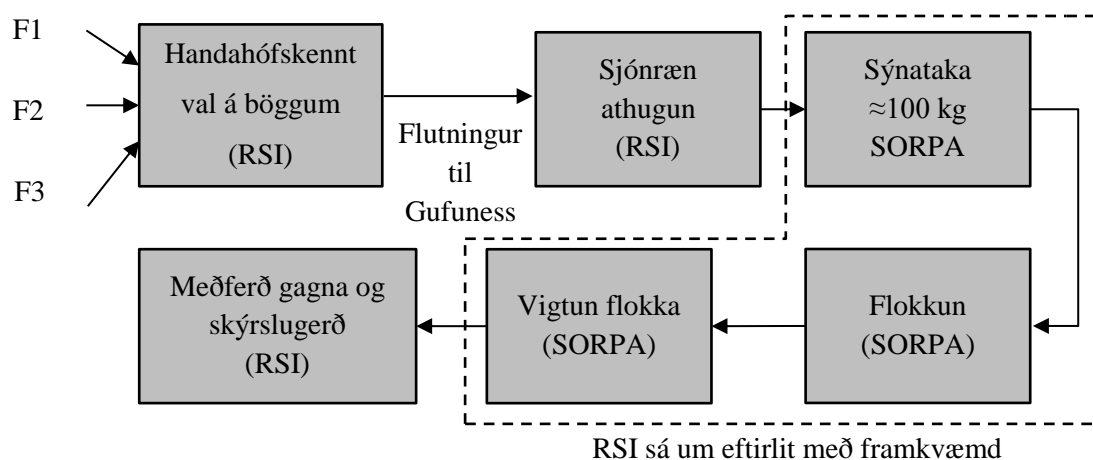 F1
F2
F3
Handahófskennt
val á böggum
(RSI)
Flutningur
til
Gufuness
Sjónræn
athugun
(RSI)
Sýnataka
≈100 kg
SORPA
Flokkun
(SORPA)
Vigtun flokka
(SORPA)
Meðferð gagna og
skýrslugerð
(RSI)
RSI sá um eftirlit með framkvæmd